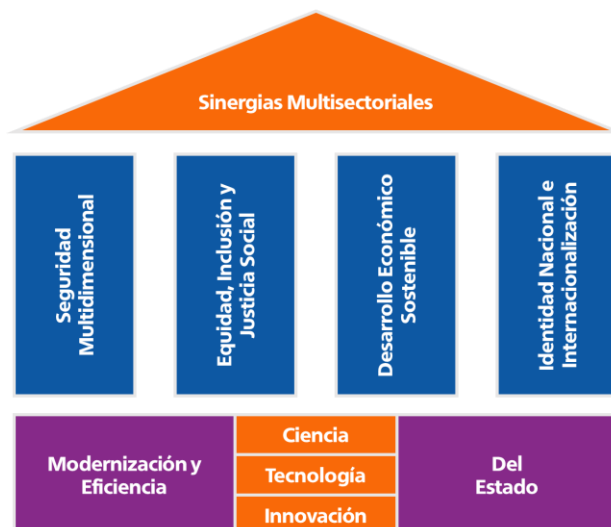 Sinergias Multisectoriales
Seguridad
Multidimensional
Equidad, Inclusión y
Justicia Social
Desarrollo Económico
Sostenible
Identidad Nacional e
Internacionalización
Modernización y
Eficiencia
Ciencia
Tecnología
Innovación
Del
Estado